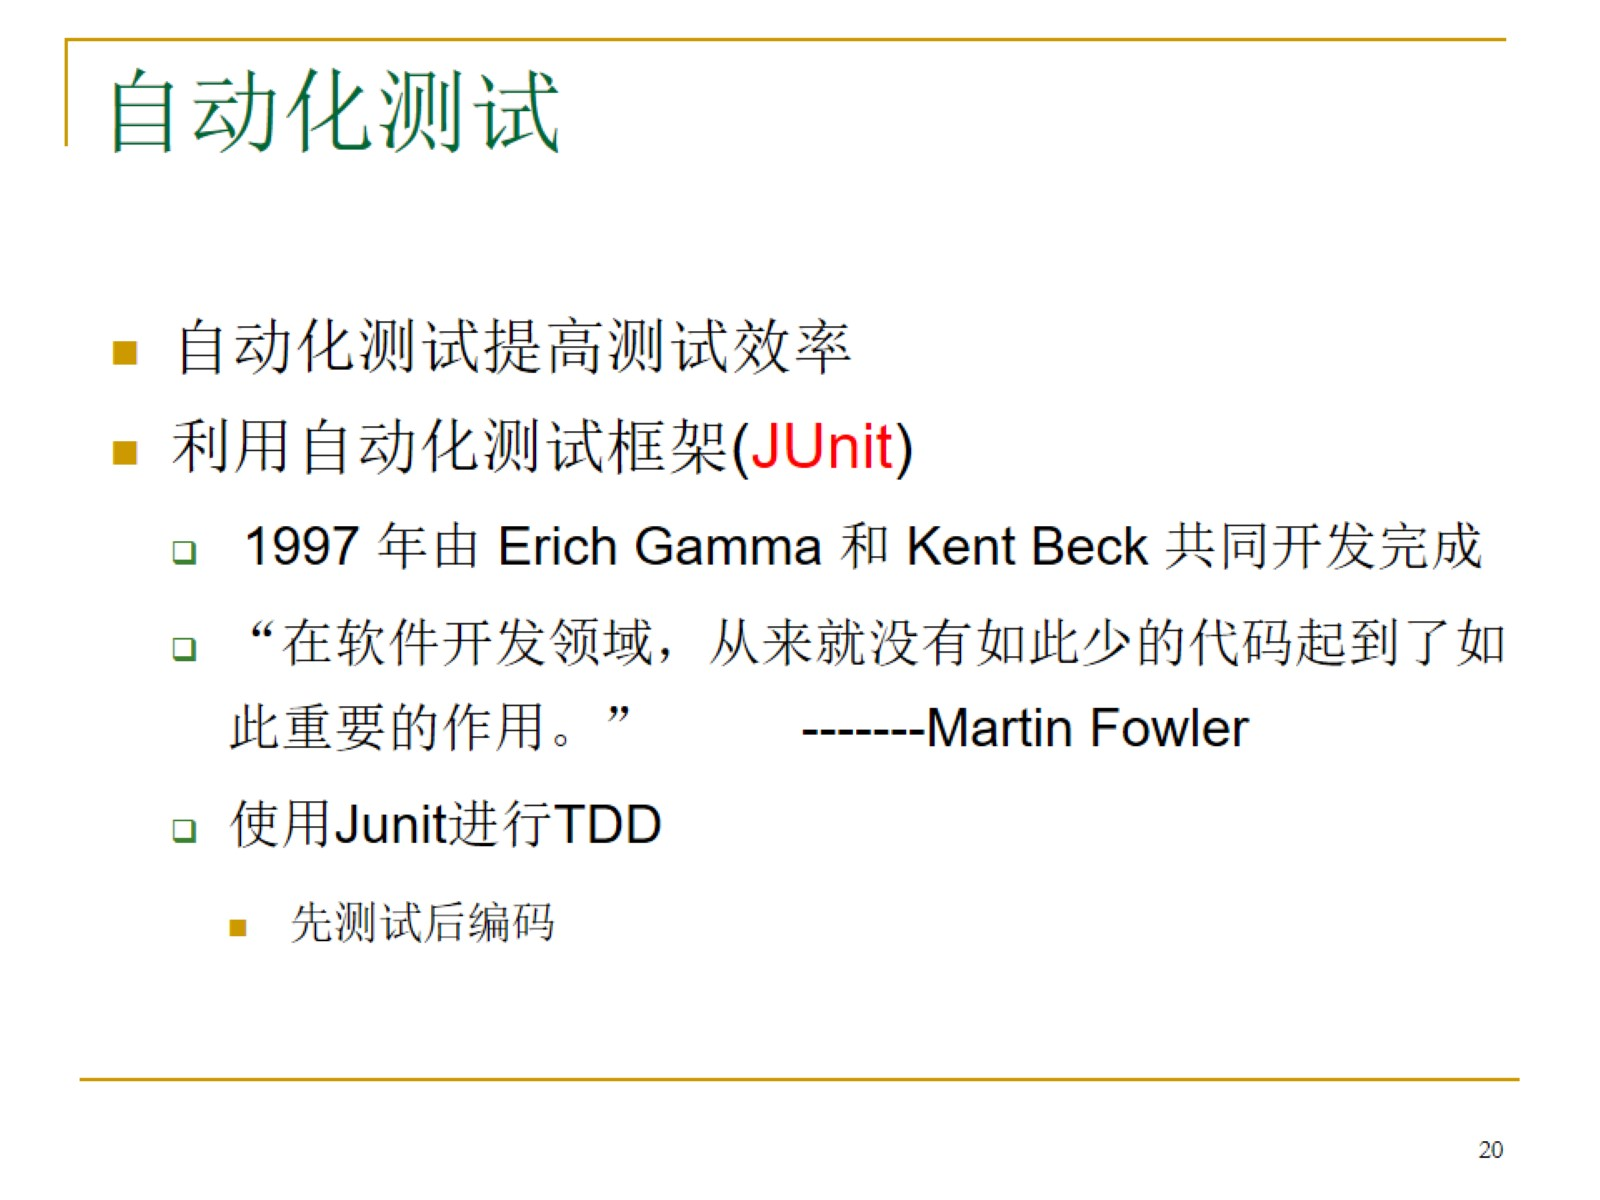 自动化测试
自动化测试提高测试效率
利用自动化测试框架(JUnit)
1997 年由 Erich Gamma 和 Kent Beck 共同开发完成
“在软件开发领域，从来就没有如此少的代码起到了如
此重要的作用。” -------Martin Fowler
使用Junit进行TDD
先测试后编码
20